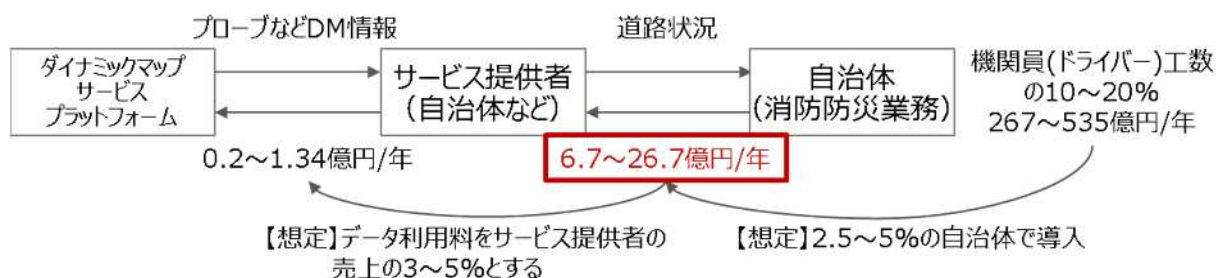 プローブなどDM情報
道路状況
ダイナミックマップ
サービス
プラットフォーム
サービス提供者
(自治体など)
自治体
(消防防災業務)
機関員(ドライバー)工数
の10～20%
267～535億円/年
0.2～1.34億円/年
6.7～26.7億円/年
【想定】データ利用料をサービス提供者の
売上の3～5%とする
【想定】2.5～5%の自治体で導入